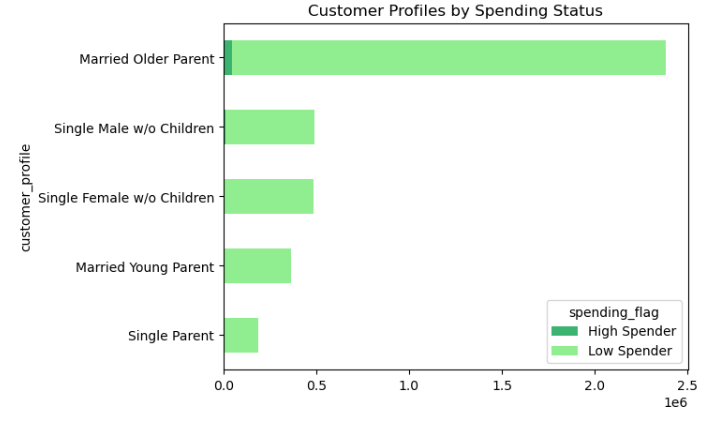 Customer Profiles by Spending Status
customer_profile
Married Older Parent
Single Male w/o Children
Single Female w/o Children
Married Young Parent
Single Parent
spending_flag
High Spender
Low Spender
0.0 0.5 1.0 1.5 2.0 2.5
1e6